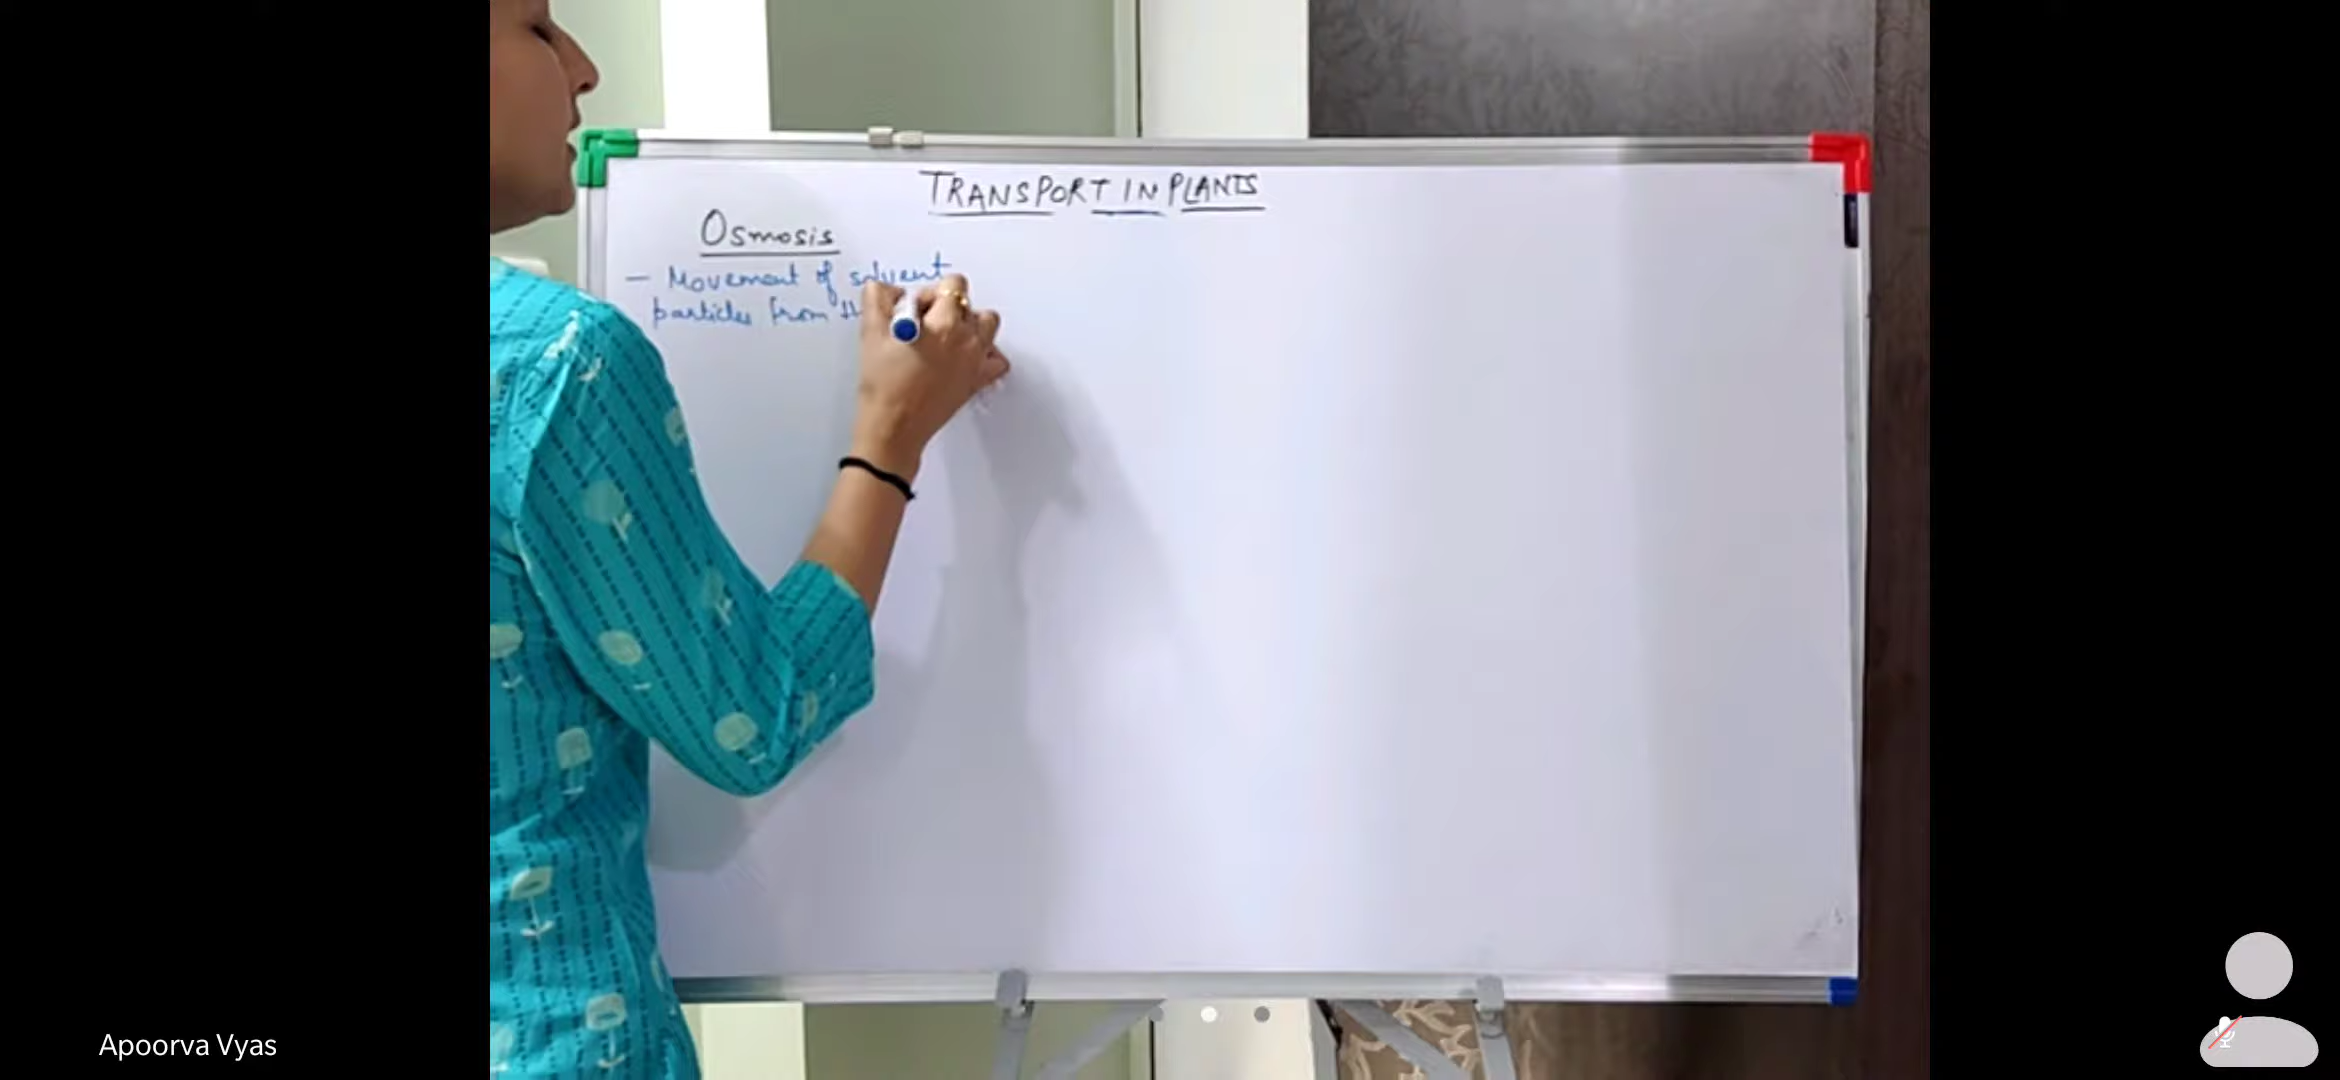 TRANSPORT IN PLANTS
Osmosis
— Movement of solvent
particles from
Apoorva Vyas